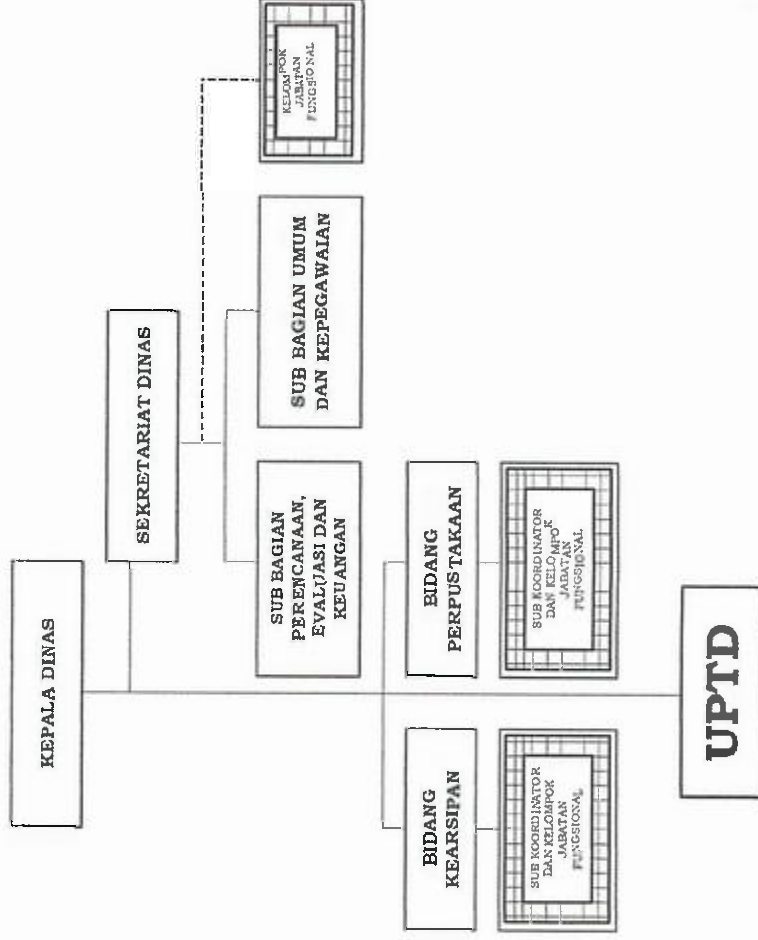 KEPALA DINAS
SEKRETARIAT DINAS
SUB BAGIAN
PERENCANAAN,
EVALUASI DAN
KEUANGAN
SUB BAGIAN UMUM
DAN KEPEGAWAIAN
KELOMPOK
JABATAN
FUNGSIONAL
BIDANG
KEARSIPAN
BIDANG
PERPUSTAKAAN
SUB KOORDINATOR
DAN KELOMPOK
JABATAN
FUNGSIONAL
SUB KOORDINATOR
DAN KELOMPOK
JABATAN
FUNGSIONAL
UPTD